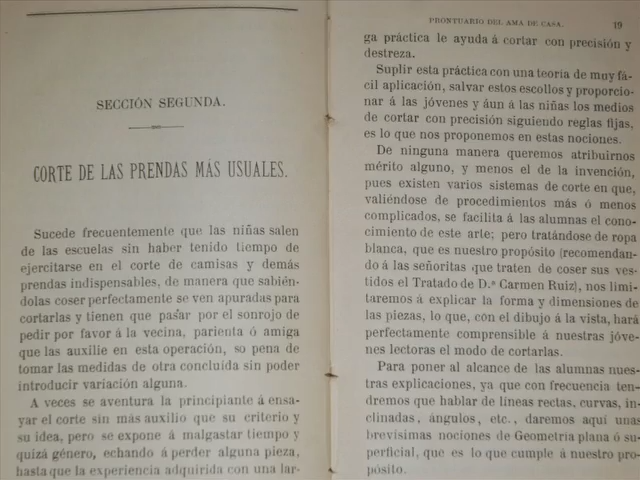 SECCIÓN SEGUNDA.
CORTE DE LAS PRENDAS MÁS USUALES.
Sucede frecuentemente que las niñas salen
de las escuelas sin haber tenido tiempo de
ejercitarse en el corte de camisas y demás
prendas indispensables, de manera que sabién-
dolas coser perfectamente se ven apuradas para
cortarlas y tienen que pasar por el sonrojo de
pedir por favor á la vecina, parienta ó amiga
que las auxilie en esta operación, so pena de
tomar las medidas de otra concluída sin poder
introducir variación alguna.
A veces se aventura la principiante á ensa-
yar el corte sin más auxilio que su criterio y
su idea, pero se expone á malgastar tiempo y
quizá género, echando á perder alguna pieza,
hasta que la experiencia adquirida con una lar-
PRONTUARIO DEL AMA DE CASA. 19
ga práctica le ayuda á cortar con precisión y
destreza.
Suplir esta práctica con una teoría de muy fá-
cil aplicación, salvar estos escollos y proporcio-
nar á las jóvenes y áun á las niñas los medios
de cortar con precisión siguiendo reglas fijas,
es lo que nos proponemos en estas nociones.
De ninguna manera queremos atribuirnos
mérito alguno, y menos el de la invención,
pues existen varios sistemas de corte en que,
valiéndose de procedimientos más ó menos
complicados, se facilita á las alumnas el co-
nocimiento de este arte; pero tratándose de ropa
blanca, que es nuestro propósito (recomendan-
do á las señoritas que traten de coser sus ves-
tidos el Tratado de D.ª Carmen Ruiz), nos limi-
taremos á explicar la forma y dimensiones de
las piezas, lo que, con el dibujo á la vista, hará
perfectamente comprensible á nuestras jóve-
nes lectoras el modo de cortarlas.
Para poner al alcance de las alumnas nues-
tras explicaciones, ya que con frecuencia ten-
dremos que hablar de líneas rectas, curvas, in-
clinadas, ángulos, etc., daremos aquí unas
brevísimas nociones de Geometría plana ó su-
perficial, que es lo que cumple á nuestro pro-
pósito.